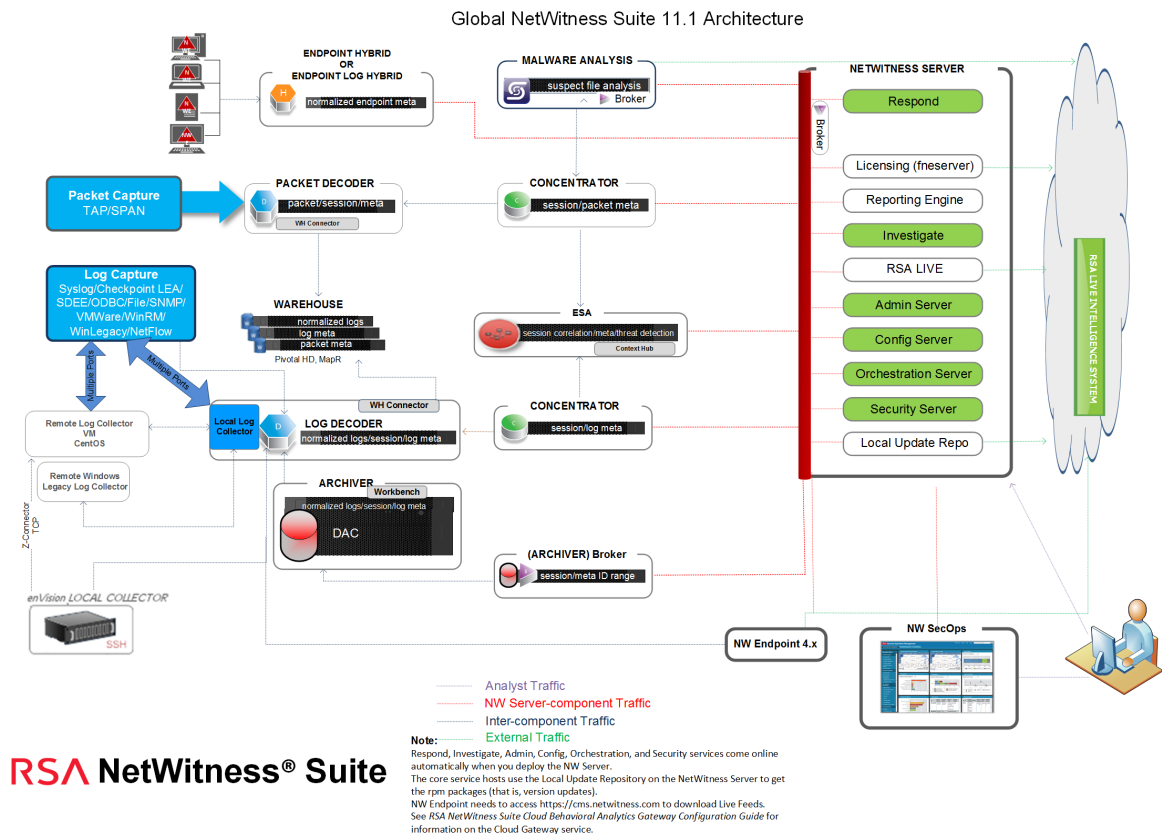 Global NetWitness Suite 11.1 Architecture
ENDPOINT HYBRID
OR
ENDPOINT LOG HYBRID
H
normalized endpoint meta
N
N
N
NW
MALWARE ANALYSIS
suspect file analysis
Broker
NETWITNESS SERVER
Broker
Respond
Licensing (fneserver)
Reporting Engine
Investigate
RSA LIVE
Admin Server
Config Server
Orchestration Server
Security Server
Local Update Repo
RSA LIVE INTELLIGENCE SYSTEM
Packet Capture
TAP/SPAN
PACKET DECODER
D
packet/session/meta
WH Connector
CONCENTRATOR
C
session/packet meta
Log Capture
Syslog/Checkpoint LEA/
SDEE/ODBC/File/SNMP/
VMWare/WinRM/
WinLegacy/NetFlow
WAREHOUSE
normalized logs
log meta
packet meta
Pivotal HD, MapR
ESA
session correlation/meta/threat detection
Context Hub
Multiple Ports
Multiple Ports
Remote Log Collector
VM
CentOS
Remote Windows
Legacy Log Collector
WH Connector
Local Log
Collector
D
LOG DECODER
normalized logs/session/log meta
CONCENTRATOR
C
session/log meta
ARCHIVER
Workbench
normalized logs/session/log meta
DAC
Z-Connector
TCP
(ARCHIVER) Broker
session/meta ID range
enVision LOCAL COLLECTOR
SSH
NW Endpoint 4.x
NW SecOps
Analyst Traffic
NW Server-component Traffic
Inter-component Traffic
External Traffic
Note:
Respond, Investigate, Admin, Config, Orchestration, and Security services come online
automatically when you deploy the NW Server.
The core service hosts use the Local Update Repository on the NetWitness Server to get
the rpm packages (that is, version updates).
NW Endpoint needs to access https://cms.netwitness.com to download Live Feeds.
See RSA NetWitness Suite Cloud Behavioral Analytics Gateway Configuration Guide for
information on the Cloud Gateway service.
RSA NetWitness® Suite